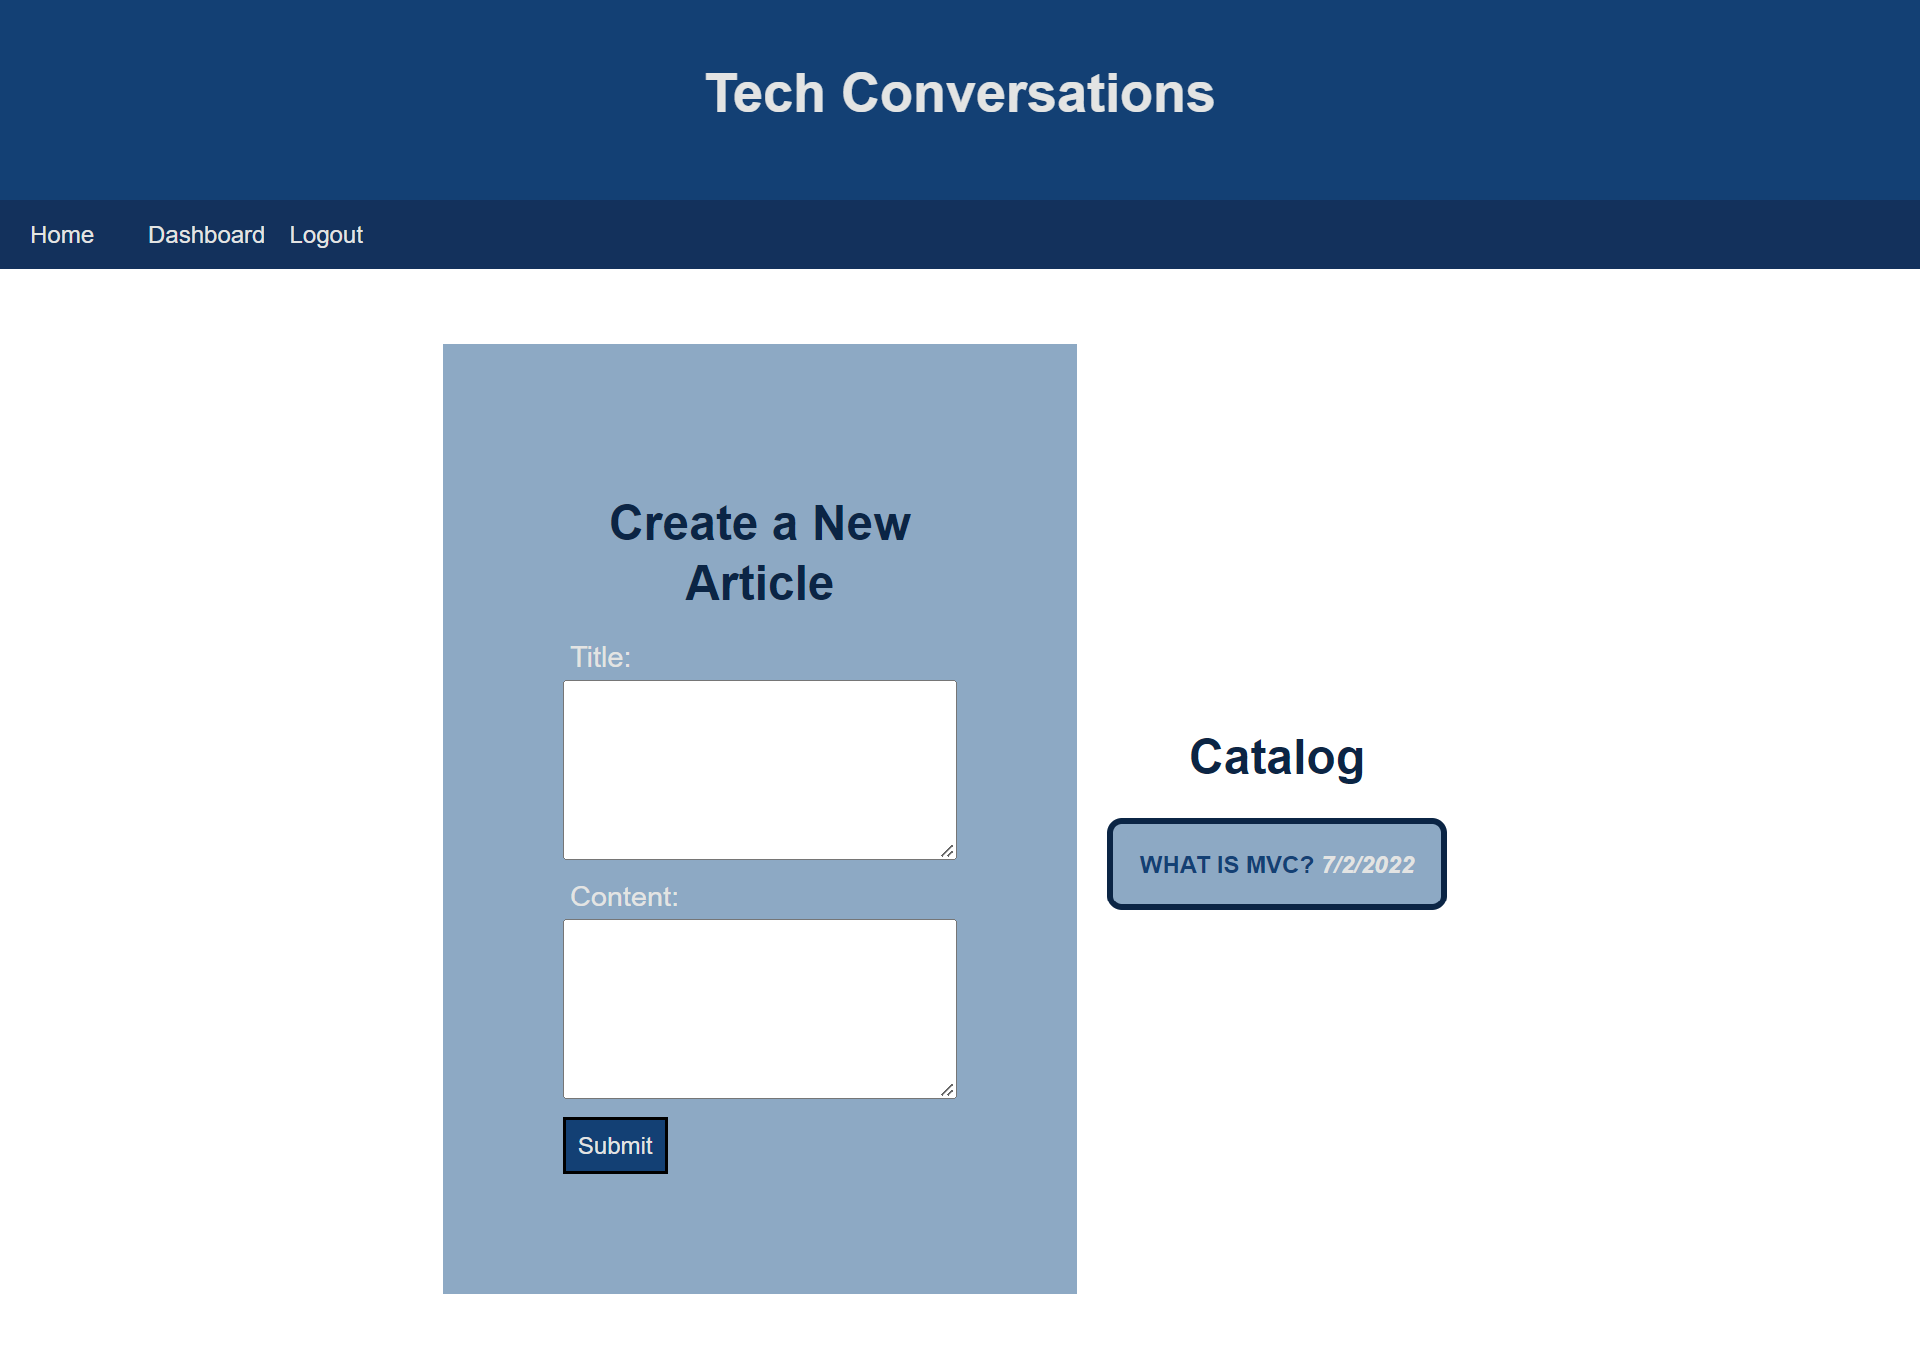 Tech Conversations
Home Dashboard Logout
Create a New
Article
Title:
Content:
Submit
Catalog
WHAT IS MVC? 7/2/2022